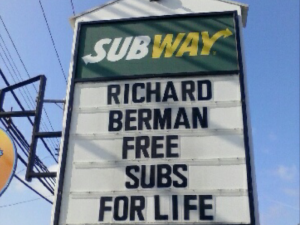 SUBWAY
RICHARD
BERMAN
FREE
SUBS
FOR LIFE